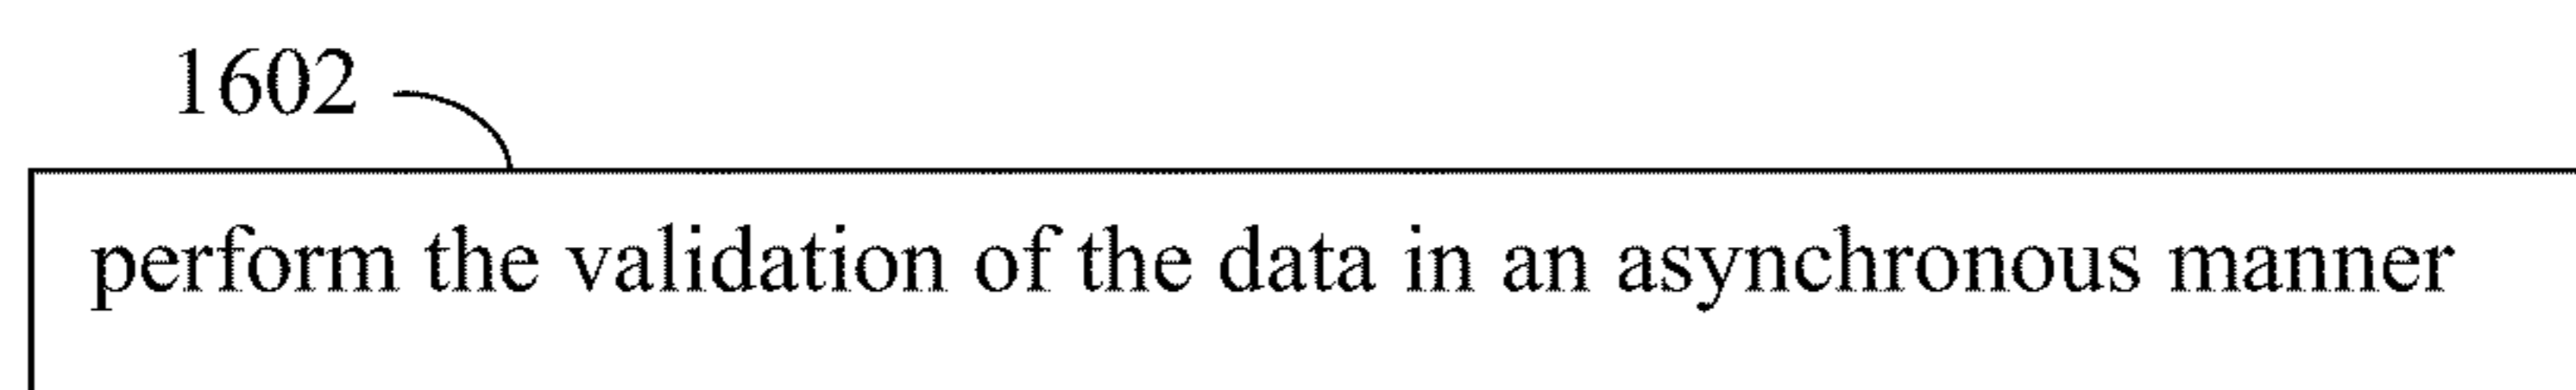 1602
perform the validation of the data in an asynchronous manner